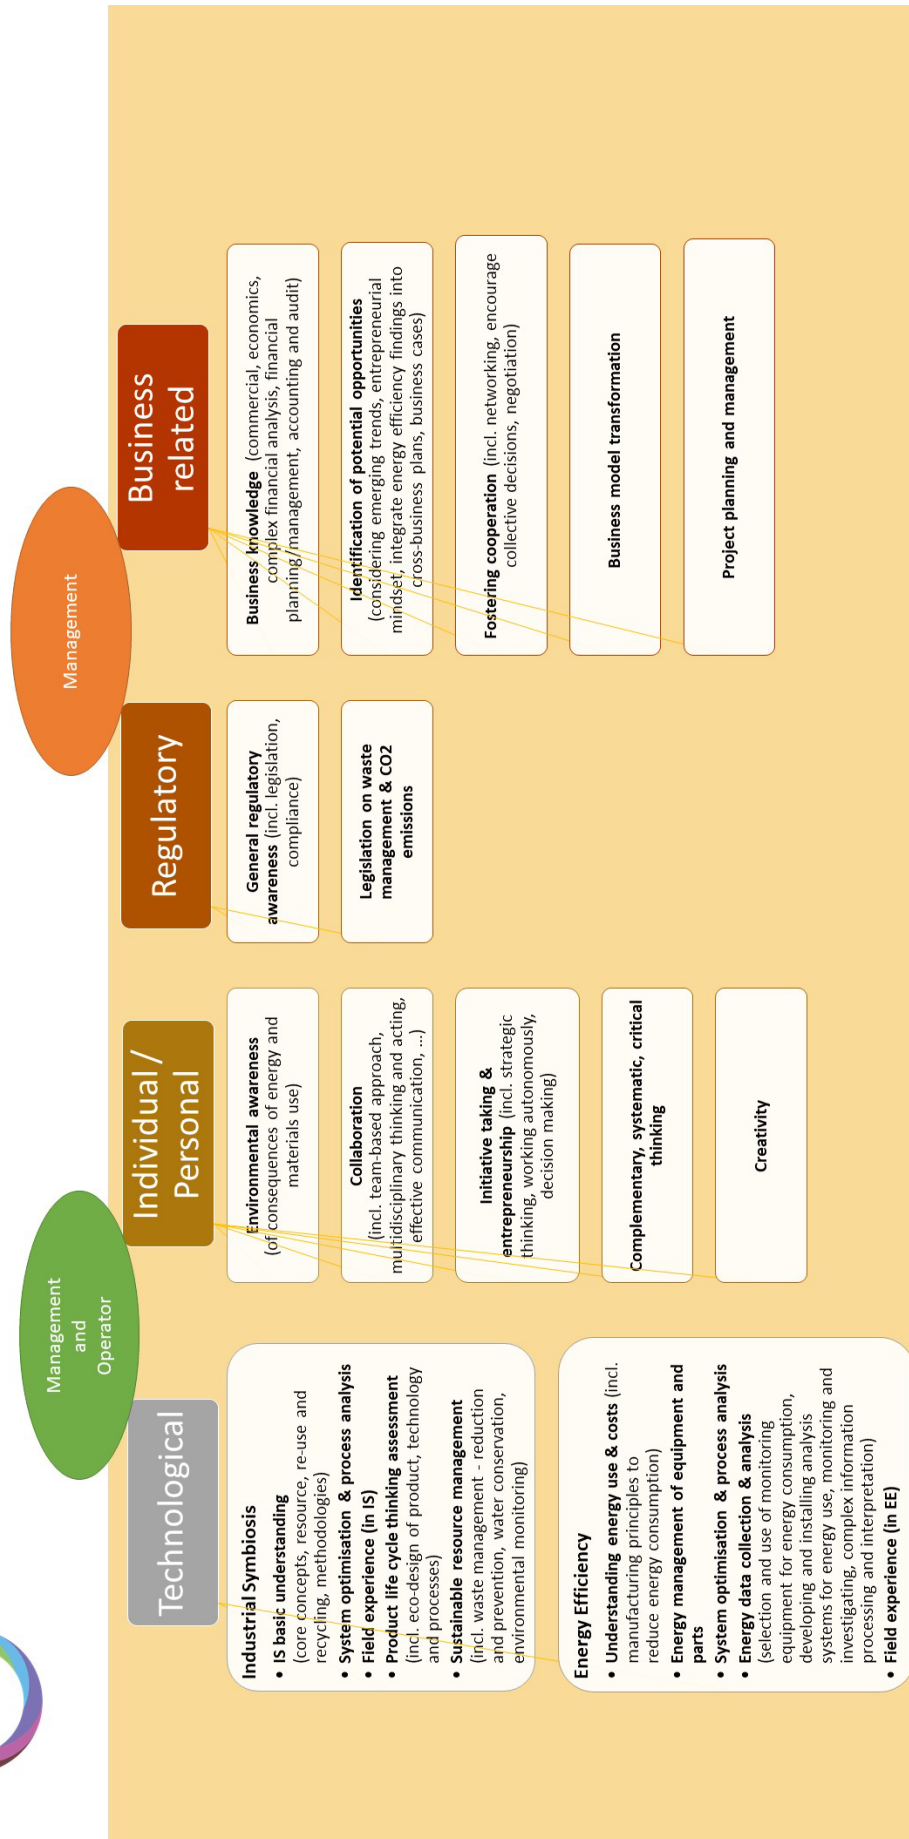 Management
and
Operator
Management
Technological
Industrial Symbiosis
• IS basic understanding
(core concepts, resource, re-use and
recycling, methodologies)
• System optimisation & process analysis
• Field experience (in IS)
• Product life cycle thinking assessment
(incl. eco-design of product, technology
and processes)
• Sustainable resource management
(incl. waste management - reduction
and prevention, water conservation,
environmental monitoring)
Energy Efficiency
• Understanding energy use & costs (incl.
manufacturing principles to
reduce energy consumption)
• Energy management of equipment and
parts
• System optimisation & process analysis
• Energy data collection & analysis
(selection and use of monitoring
equipment for energy consumption,
developing and installing analysis
systems for energy use, monitoring and
investigating, complex information
processing and interpretation)
• Field experience (in EE)
Individual/
Personal
Environmental awareness
(of consequences of energy and
materials use)
Collaboration
(incl. team-based approach,
multidisciplinary thinking and acting,
effective communication, ...)
Initiative taking &
entrepreneurship (incl. strategic
thinking, working autonomously,
decision making)
Complementary, systematic, critical
thinking
Creativity
Regulatory
General regulatory
awareness (incl. legislation,
compliance)
Legislation on waste
management & CO2
emissions
Business
related
Business knowledge (commercial, economics,
complex financial analysis, financial
planning/management, accounting and audit)
Identification of potential opportunities
(considering emerging trends, entrepreneurial
mindset, integrate energy efficiency findings into
cross-business plans, business cases)
Fostering cooperation (incl. networking, encourage
collective decisions, negotiation)
Business model transformation
Project planning and management